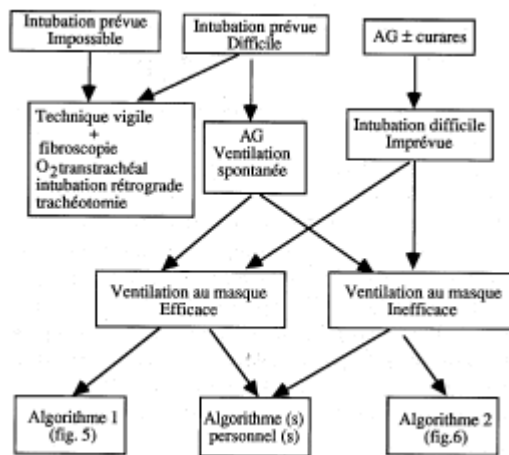 Intubation prévue
Impossible
Intubation prévue
Difficile
AG ± curares
Technique vigile
+
fibroscopie
O2 transtrachéal
intubation rétrograde
trachéotomie
AG
Ventilation
spontanée
Intubation difficile
Imprévue
Ventilation au masque
Efficace
Ventilation au masque
Inefficace
Algorithme 1
(fig. 5)
Algorithme (s)
personnel (s)
Algorithme 2
(fig.6)